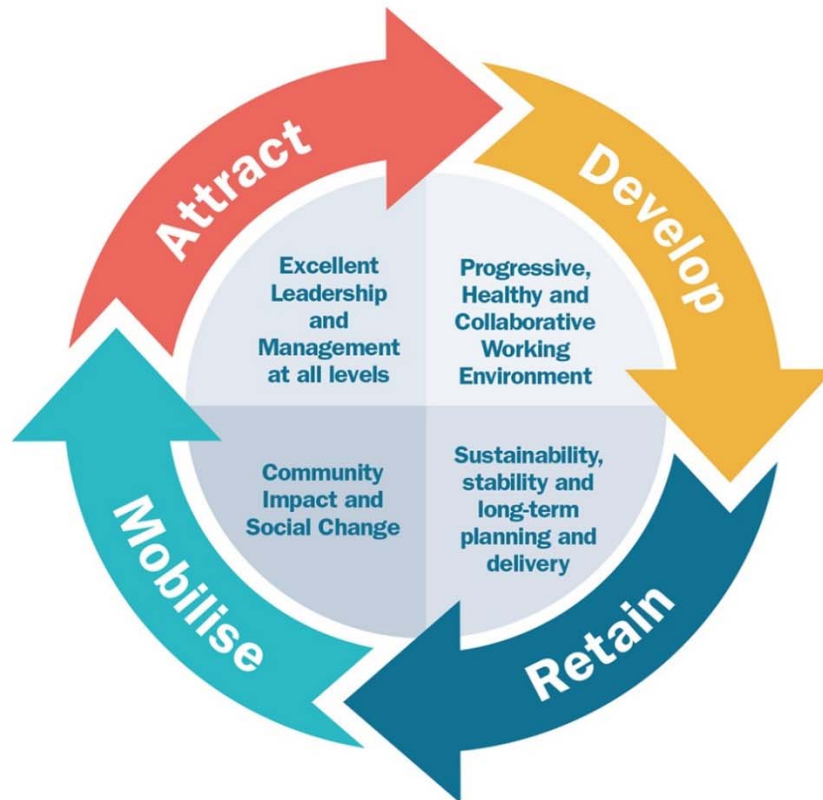 Attract
Develop
Excellent
Leadership
and
Management
at all levels
Progressive,
Healthy and
Collaborative
Working
Environment
Community
Impact and
Social Change
Sustainability,
stability and
long-term
planning and
delivery
Mobilise
Retain